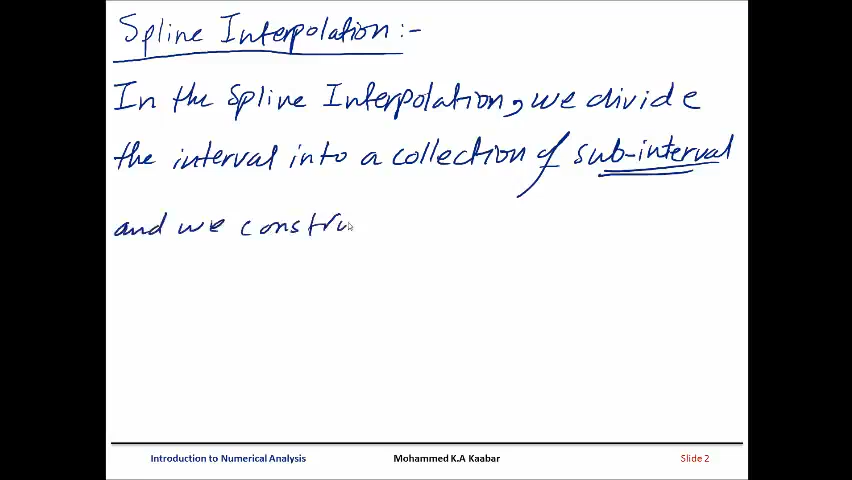 Spline Interpolation:-
In the Spline Interpolation, we divide
the interval into a collection of sub-interval
and we constru
Introduction to Numerical Analysis Mohammed K.A Kaabar Slide 2